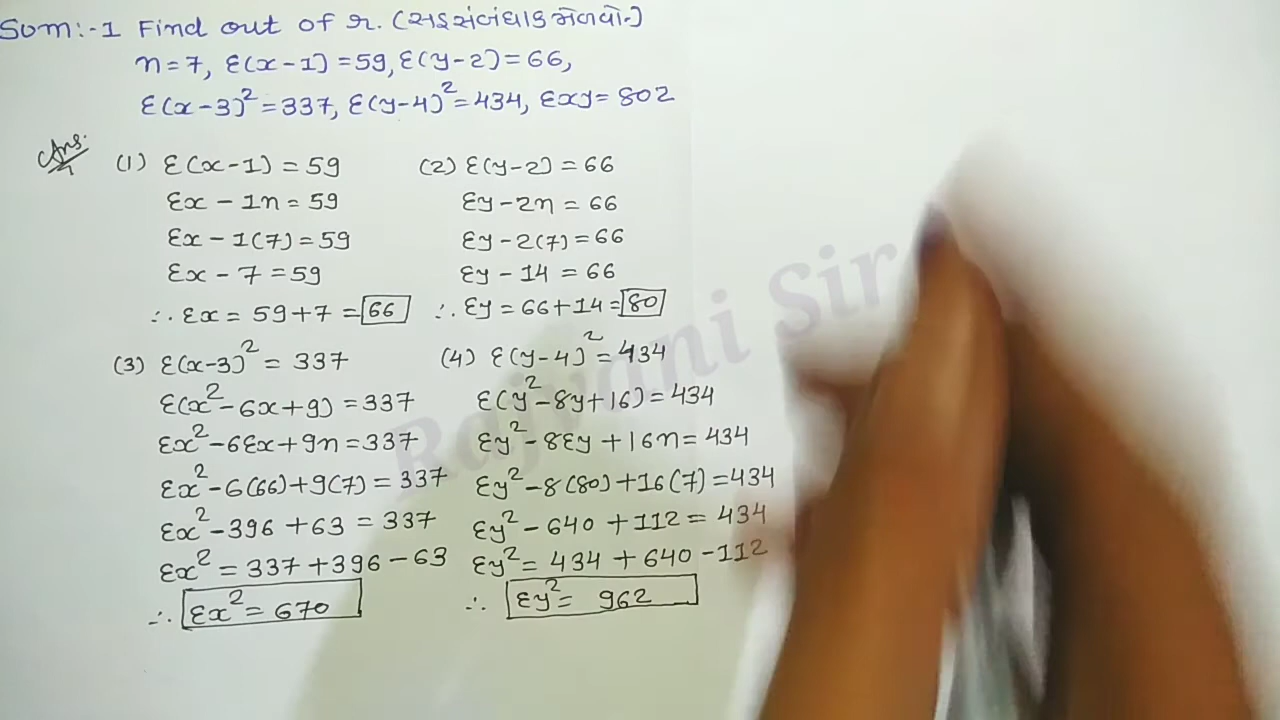 Sum:-1 Find out of r. (સહસંબંધાંક મેળવો.)
n=7, Σ(x-1)=59, Σ(y-2)=66,
Σ(x-3)²=337, Σ(y-4)²=434, Σxy=802
Ans:
(1) Σ(x-1)=59
Σx-1n=59
Σx-1(7)=59
Σx-7=59
∴ Σx=59+7=66
(2) Σ(y-2)=66
Σy-2n=66
Σy-2(7)=66
Σy-14=66
∴ Σy=66+14=80
(3) Σ(x-3)²=337
Σ(x²-6x+9)=337
Σx²-6Σx+9n=337
Σx²-6(66)+9(7)=337
Σx²-396+63=337
Σx²=337+396-63
∴ Σx²=670
(4) Σ(y-4)²=434
Σ(y²-8y+16)=434
Σy²-8Σy+16n=434
Σy²-8(80)+16(7)=434
Σy²-640+112=434
Σy²=434+640-112
∴ Σy²=962
Rajvani Sir